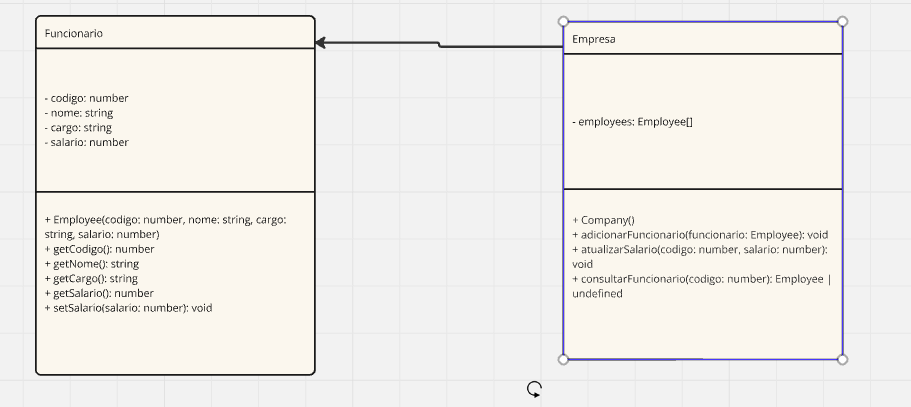 Funcionario
- codigo: number
- nome: string
- cargo: string
- salario: number
+ Employee(codigo: number, nome: string, cargo:
string, salario: number)
+ getCodigo(): number
+ getNome(): string
+ getCargo(): string
+ getSalario(): number
+ setSalario(salario: number): void
Empresa
- employees: Employee[]
+ Company()
+ adicionarFuncionario(funcionario: Employee): void
+ atualizarSalario(codigo: number, salario: number):
void
+ consultarFuncionario(codigo: number): Employee |
undefined